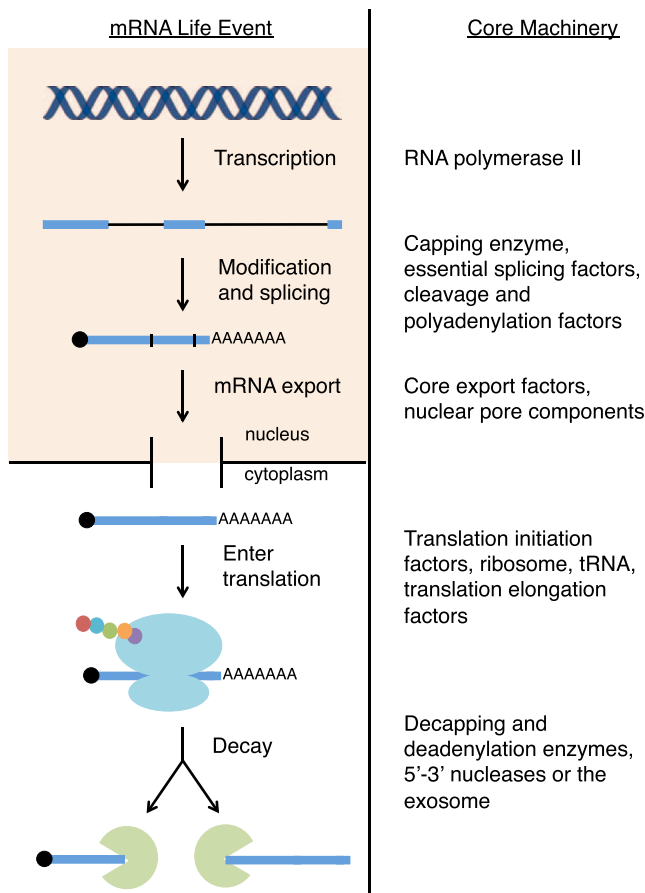 mRNA Life Event
Core Machinery
Transcription
RNA polymerase II
Modification
and splicing
Capping enzyme,
essential splicing factors,
cleavage and
polyadenylation factors
AAAAAAA
mRNA export
Core export factors,
nuclear pore components
nucleus
cytoplasm
AAAAAAA
Enter
translation
Translation initiation
factors, ribosome, tRNA,
translation elongation
factors
AAAAAAA
Decay
Decapping and
deadenylation enzymes,
5'-3' nucleases or the
exosome